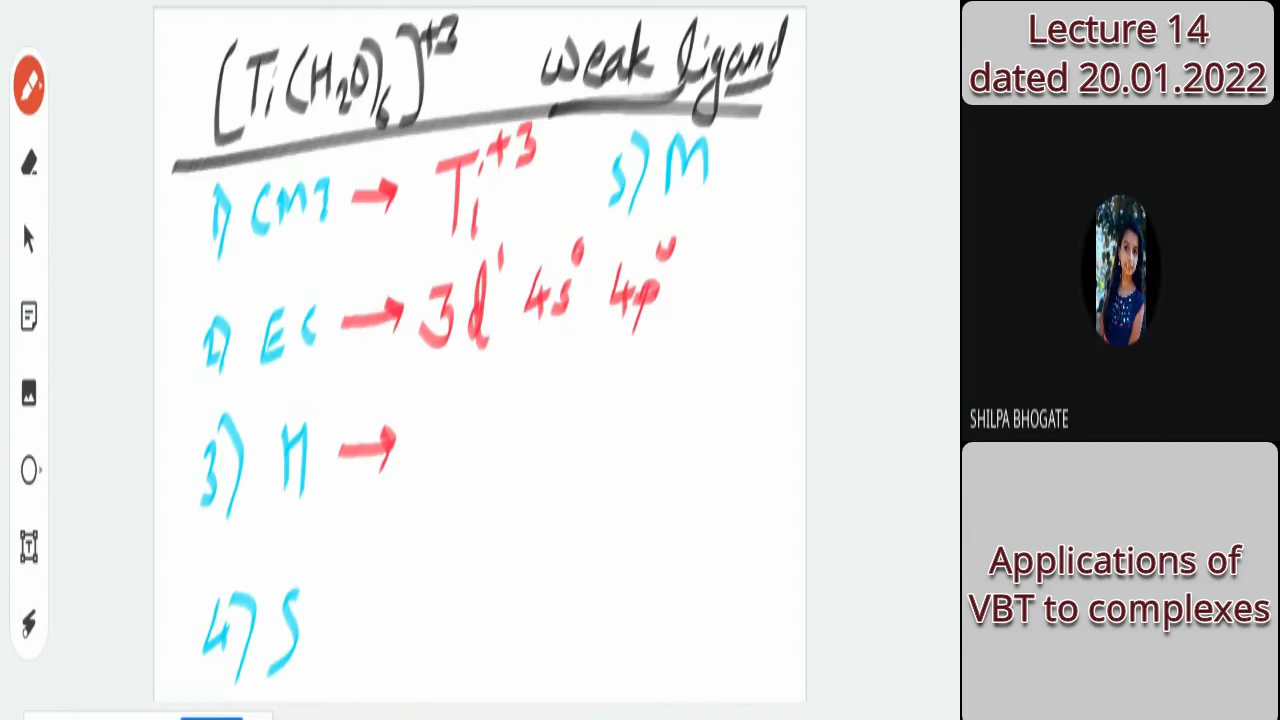 [Ti(H₂O)₆]⁺³ weak ligand
1) CMI → Ti⁺³
5) M
2) EC → 3d¹ 4s⁰ 4p⁰
3) H →
4) S
Lecture 14
dated 20.01.2022
SHILPA BHOGATE
Applications of
VBT to complexes